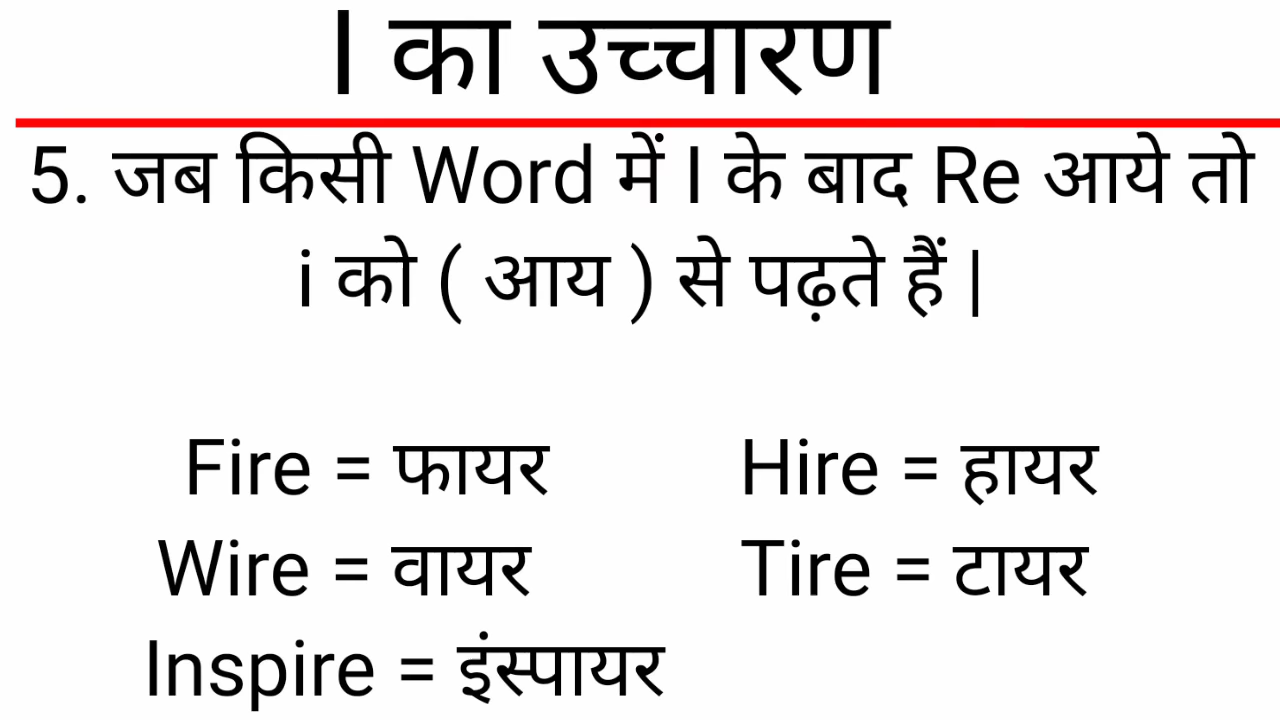 I का उच्चारण
5. जब किसी Word में I के बाद Re आये तो
i को ( आय ) से पढ़ते हैं |
Fire = फायर Hire = हायर
Wire = वायर Tire = टायर
Inspire = इंस्पायर